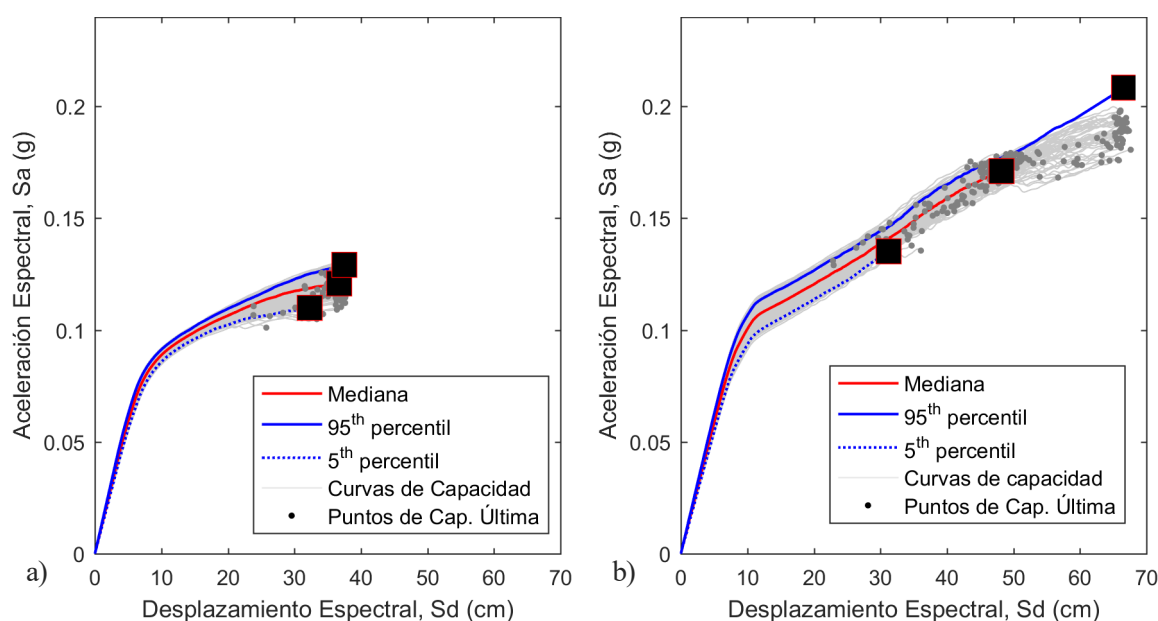 Aceleración Espectral, Sa (g)
0.2
0.15
0.1
0.05
0
Mediana
95th percentil
5th percentil
Curvas de Capacidad
Puntos de Cap. Última
a)
0 10 20 30 40 50 60 70
Desplazamiento Espectral, Sd (cm)
Aceleración Espectral, Sa (g)
0.2
0.15
0.1
0.05
0
Mediana
95th percentil
5th percentil
Curvas de capacidad
Puntos de Cap. Última
b)
0 10 20 30 40 50 60 70
Desplazamiento Espectral, Sd (cm)